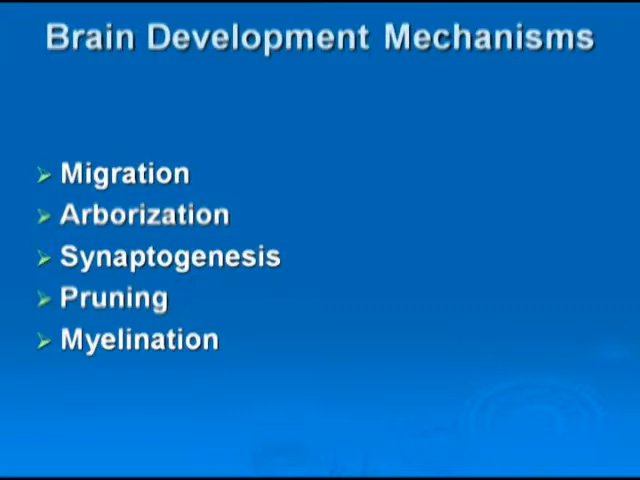 Brain Development Mechanisms
Migration
Arborization
Synaptogenesis
Pruning
Myelination